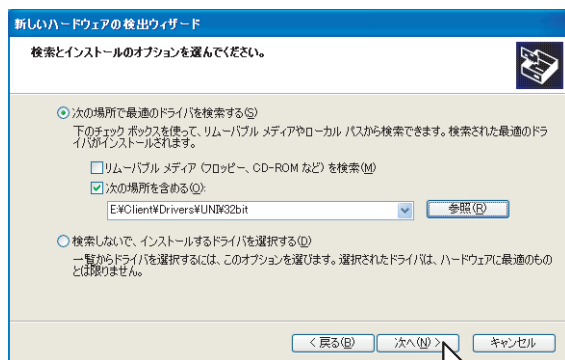 新しいハードウェアの検出ウィザード
検索とインストールのオプションを選んでください。
次の場所で最適のドライバを検索する(S)
下のチェック ボックスを使って、リムーバブル メディアやローカル パスから検索できます。検索された最適のドラ
イバがインストールされます。
リムーバブル メディア (フロッピー、CD-ROM など) を検索(M)
次の場所を含める(O):
E:¥Client¥Drivers¥UNI¥32bit
参照(R)
検索しないで、インストールするドライバを選択する(D)
一覧からドライバを選択するには、このオプションを選びます。選択されたドライバは、ハードウェアに最適のもの
とは限りません。
< 戻る(B)
次へ(N) >
キャンセル